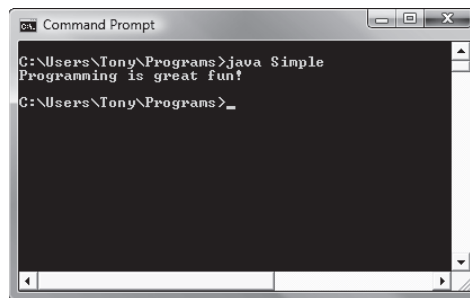 Command Prompt
C:\Users\Tony\Programs>java Simple
Programming is great fun!
C:\Users\Tony\Programs>_